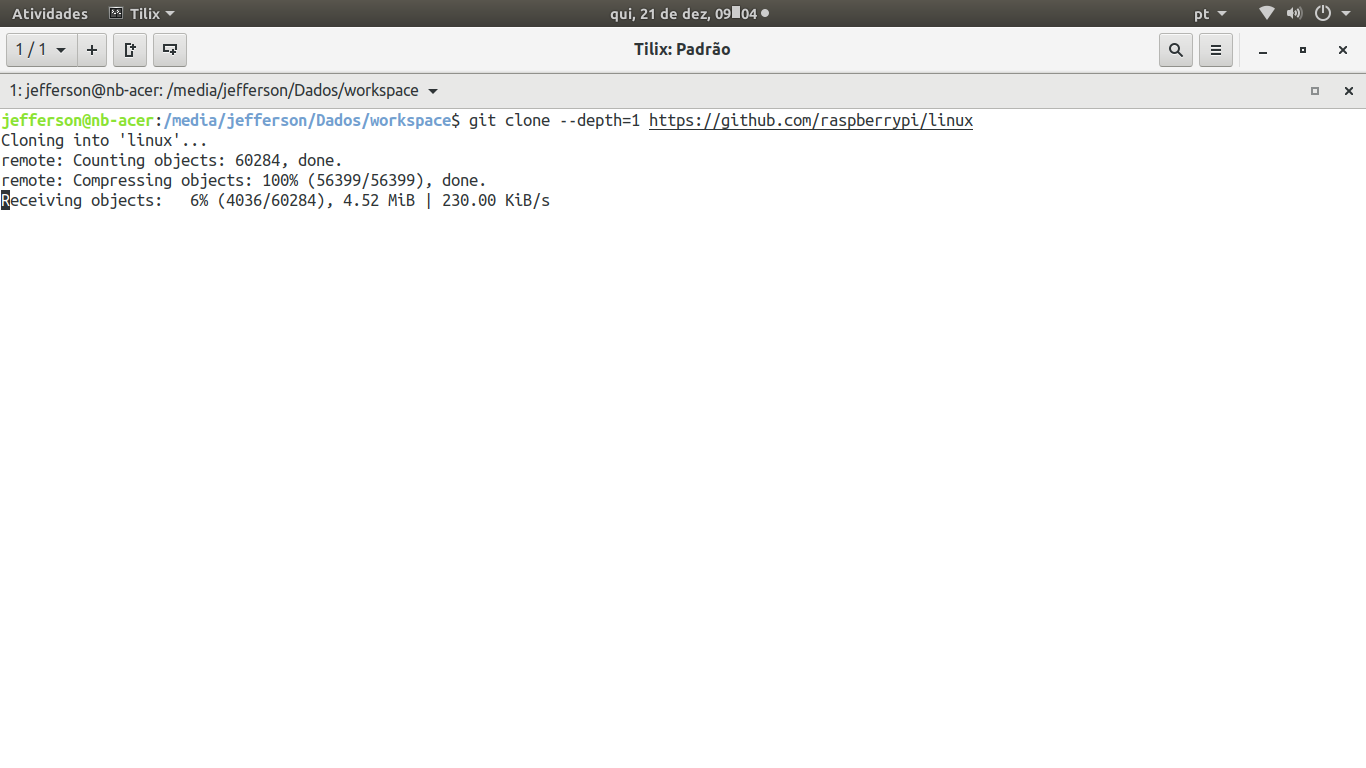 Atividades Tilix qui, 21 de dez, 09 04 pt
1 / 1 Tilix: Padrão
1: jefferson@nb-acer: /media/jefferson/Dados/workspace
jefferson@nb-acer:/media/jefferson/Dados/workspace$ git clone --depth=1 https://github.com/raspberrypi/linux
Cloning into 'linux'...
remote: Counting objects: 60284, done.
remote: Compressing objects: 100% (56399/56399), done.
Receiving objects:   6% (4036/60284), 4.52 MiB | 230.00 KiB/s